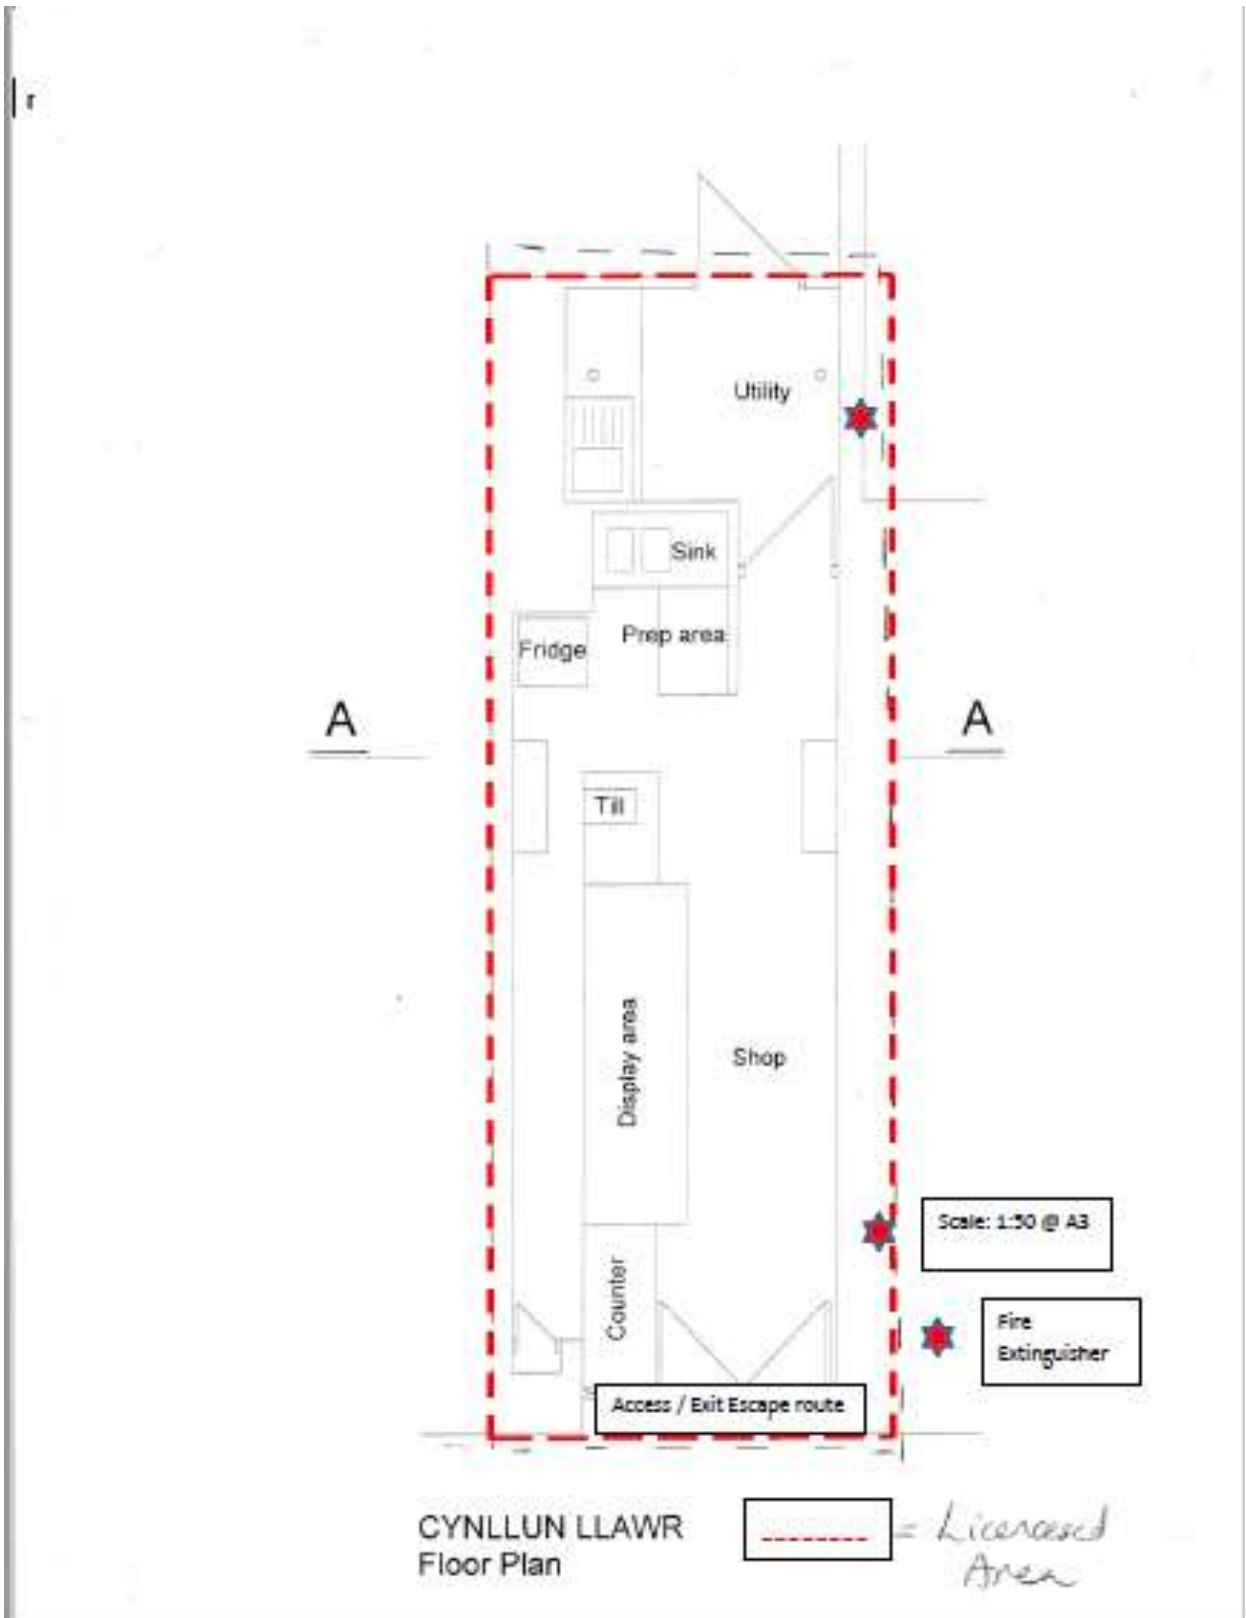 r
Utility
Sink
Prep area
Fridge
A
A
Till
Display area
Shop
Scale: 1:50 @ A3
Counter
Fire
Extinguisher
Access / Exit Escape route
CYNLLUN LLAWR
Floor Plan
= Licenced
Area